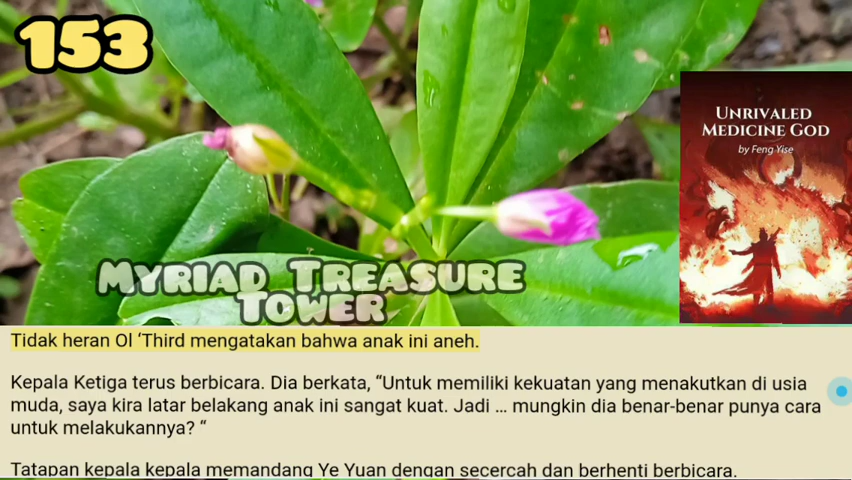 153
UNRIVALED
MEDICINE GOD
by Feng Yise
MYRIAD TREASURE
TOWER
Tidak heran Ol ‘Third mengatakan bahwa anak ini aneh.
Kepala Ketiga terus berbicara. Dia berkata, “Untuk memiliki kekuatan yang menakutkan di usia
muda, saya kira latar belakang anak ini sangat kuat. Jadi ... mungkin dia benar-benar punya cara
untuk melakukannya? “
Tatapan kepala kepala memandang Ye Yuan dengan secercah dan berhenti berbicara.